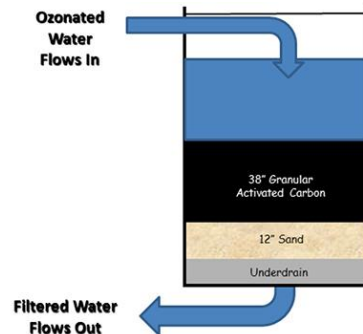 Ozonated
Water
Flows In
38" Granular
Activated Carbon
12" Sand
Underdrain
Filtered Water
Flows Out